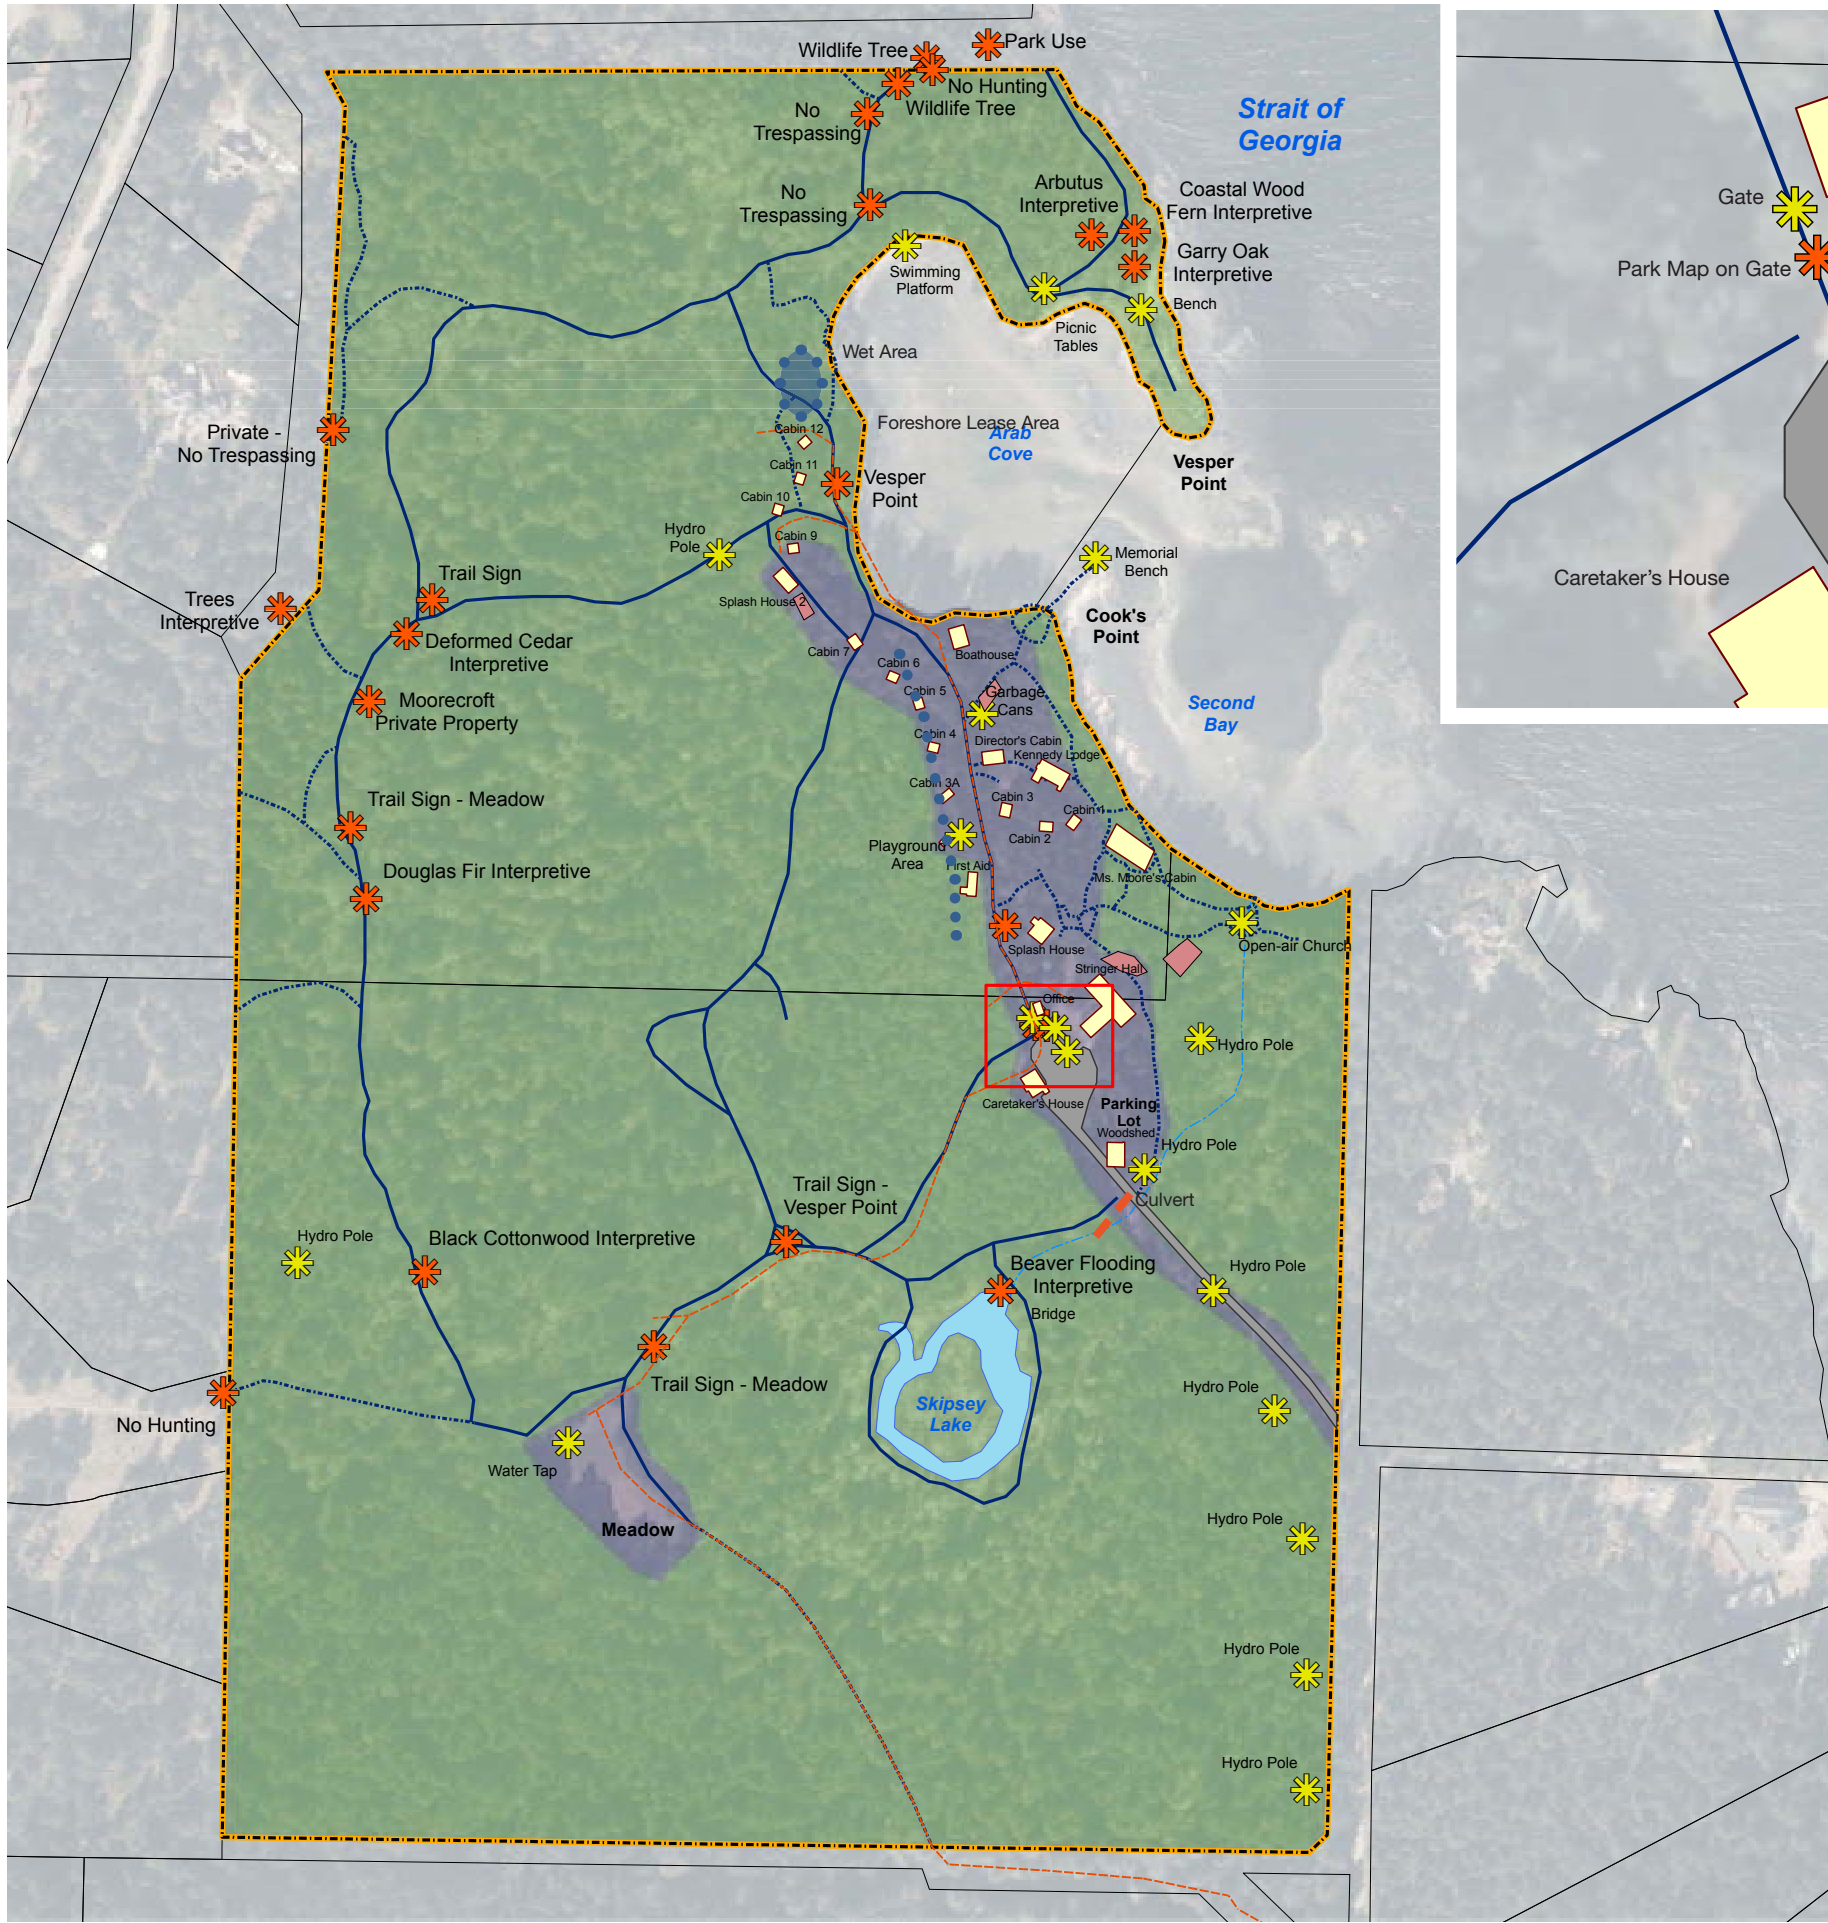 Wildlife Tree
Park Use
No Hunting
Wildlife Tree
No
Trespassing
Strait of
Georgia
No
Trespassing
Arbutus
Interpretive
Coastal Wood
Fern Interpretive
Garry Oak
Interpretive
Swimming
Platform
Bench
Picnic
Tables
Wet Area
Foreshore Lease Area
Arab
Cove
Private -
No Trespassing
Cabin 12
Cabin 11
Cabin 10
Vesper
Point
Vesper
Point
Hydro
Pole
Cabin 9
Memorial
Bench
Trail Sign
Trees
Interpretive
Splash House 2
Cook's
Point
Deformed Cedar
Interpretive
Cabin 7
Cabin 6
Boathouse
Cabin 5
Garbage
Cans
Moorecroft
Private Property
Second
Bay
Cabin 4
Director's Cabin
Kennedy Lodge
Cabin 3A
Cabin 3
Cabin 1
Cabin 2
Trail Sign - Meadow
Playground
Area
First Aid
Ms. Moore's Cabin
Douglas Fir Interpretive
Splash House
Open-air Church
Stringer Hall
Office
Hydro Pole
Caretaker's House
Parking
Lot
Woodshed
Hydro Pole
Culvert
Trail Sign -
Vesper Point
Hydro Pole
Black Cottonwood Interpretive
Beaver Flooding
Interpretive
Bridge
Hydro Pole
Trail Sign - Meadow
Hydro Pole
Skipsey
Lake
No Hunting
Water Tap
Meadow
Hydro Pole
Hydro Pole
Hydro Pole
Gate
Park Map on Gate
Caretaker's House